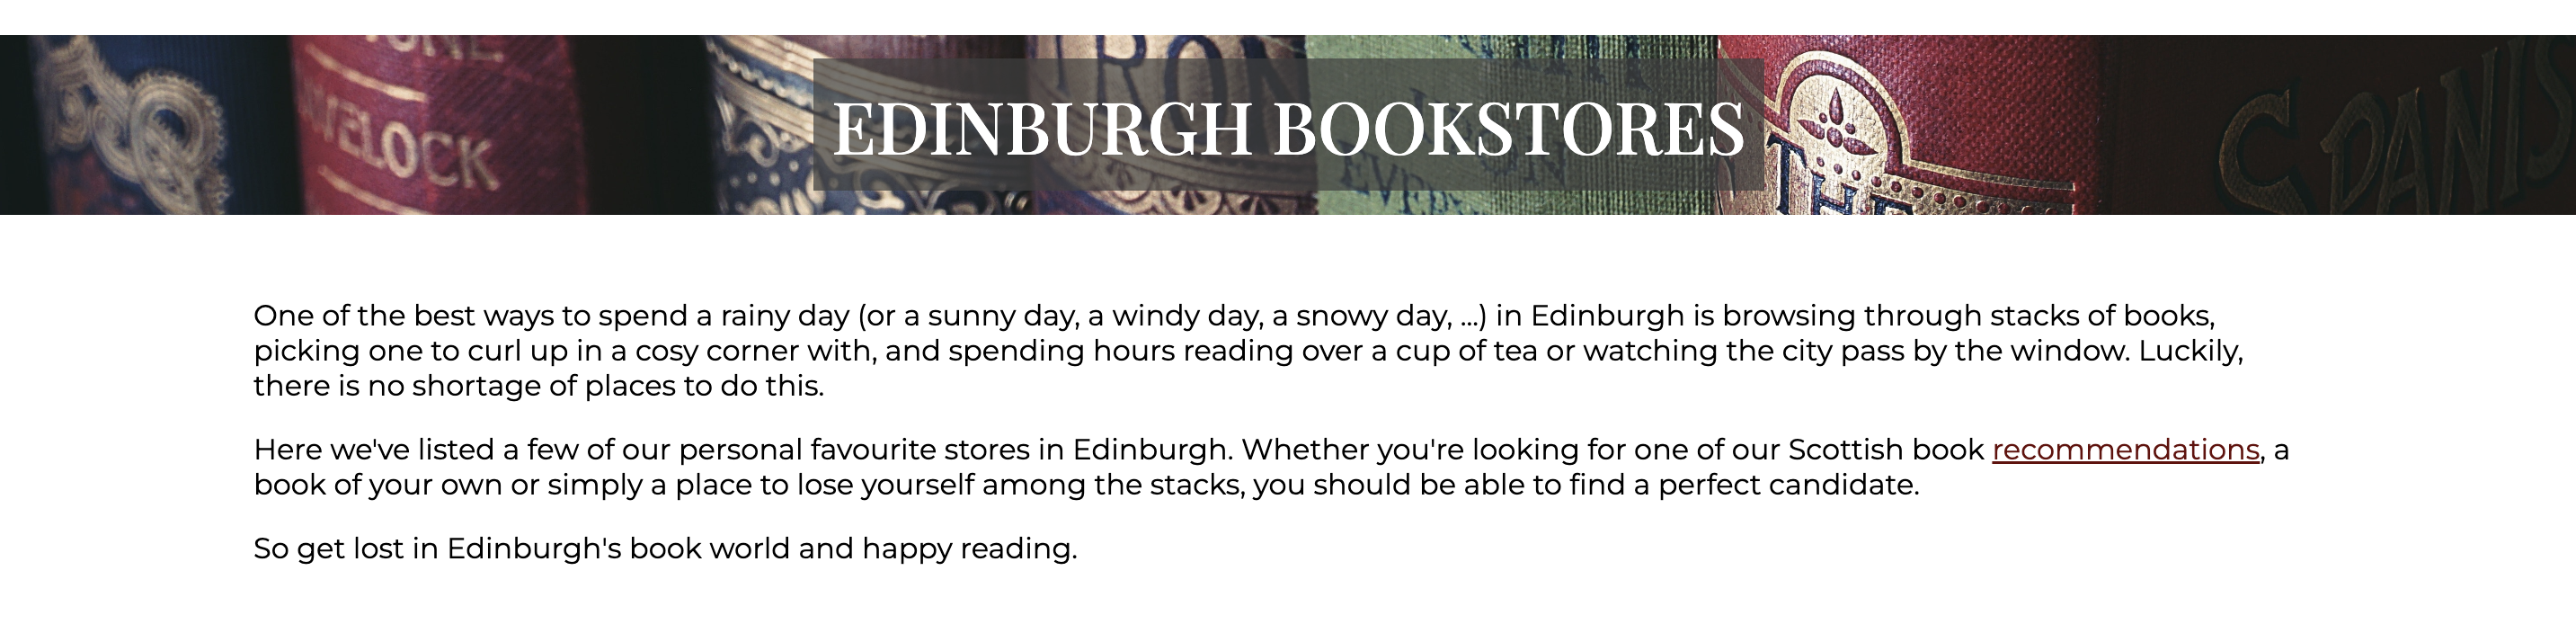 EDINBURGH BOOKSTORES
One of the best ways to spend a rainy day (or a sunny day, a windy day, a snowy day, ...) in Edinburgh is browsing through stacks of books,
picking one to curl up in a cosy corner with, and spending hours reading over a cup of tea or watching the city pass by the window. Luckily,
there is no shortage of places to do this.
Here we've listed a few of our personal favourite stores in Edinburgh. Whether you're looking for one of our Scottish book recommendations, a
book of your own or simply a place to lose yourself among the stacks, you should be able to find a perfect candidate.
So get lost in Edinburgh's book world and happy reading.